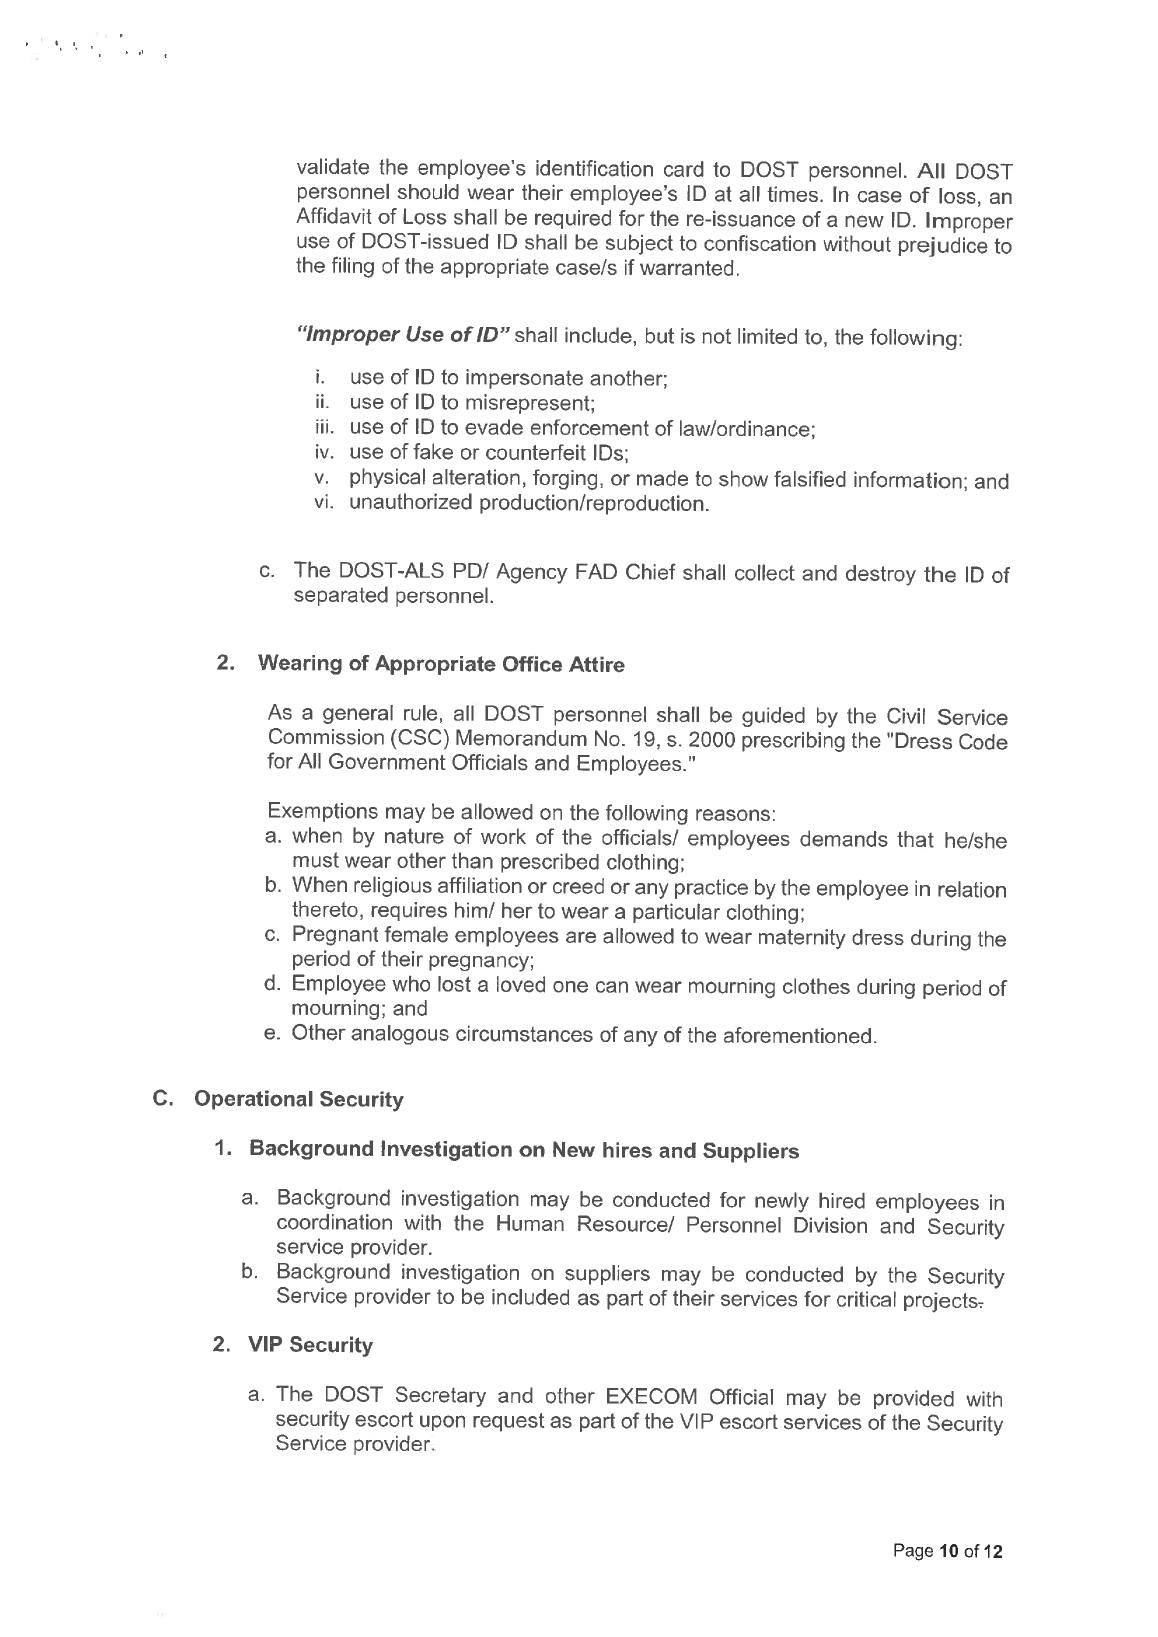 validate the employee's identification card to DOST personnel. All DOST
personnel should wear their employee's ID at all times. In case of loss, an
Affidavit of Loss shall be required for the re-issuance of a new ID. Improper
use of DOST-issued ID shall be subject to confiscation without prejudice to
the filing of the appropriate case/s if warranted.
"Improper Use of ID" shall include, but is not limited to, the following:
i. use of ID to impersonate another;
ii. use of ID to misrepresent;
iii. use of ID to evade enforcement of law/ordinance;
iv. use of fake or counterfeit IDs;
v. physical alteration, forging, or made to show falsified information; and
vi. unauthorized production/reproduction.
c. The DOST-ALS PD/ Agency FAD Chief shall collect and destroy the ID of
separated personnel.
2. Wearing of Appropriate Office Attire
As a general rule, all DOST personnel shall be guided by the Civil Service
Commission (CSC) Memorandum No. 19, s. 2000 prescribing the "Dress Code
for All Government Officials and Employees."
Exemptions may be allowed on the following reasons:
a. when by nature of work of the officials/ employees demands that he/she
must wear other than prescribed clothing;
b. When religious affiliation or creed or any practice by the employee in relation
thereto, requires him/ her to wear a particular clothing;
c. Pregnant female employees are allowed to wear maternity dress during the
period of their pregnancy;
d. Employee who lost a loved one can wear mourning clothes during period of
mourning; and
e. Other analogous circumstances of any of the aforementioned.
C. Operational Security
1. Background Investigation on New hires and Suppliers
a. Background investigation may be conducted for newly hired employees in
coordination with the Human Resource/ Personnel Division and Security
service provider.
b. Background investigation on suppliers may be conducted by the Security
Service provider to be included as part of their services for critical projects.
2. VIP Security
a. The DOST Secretary and other EXECOM Official may be provided with
security escort upon request as part of the VIP escort services of the Security
Service provider.
Page 10 of 12